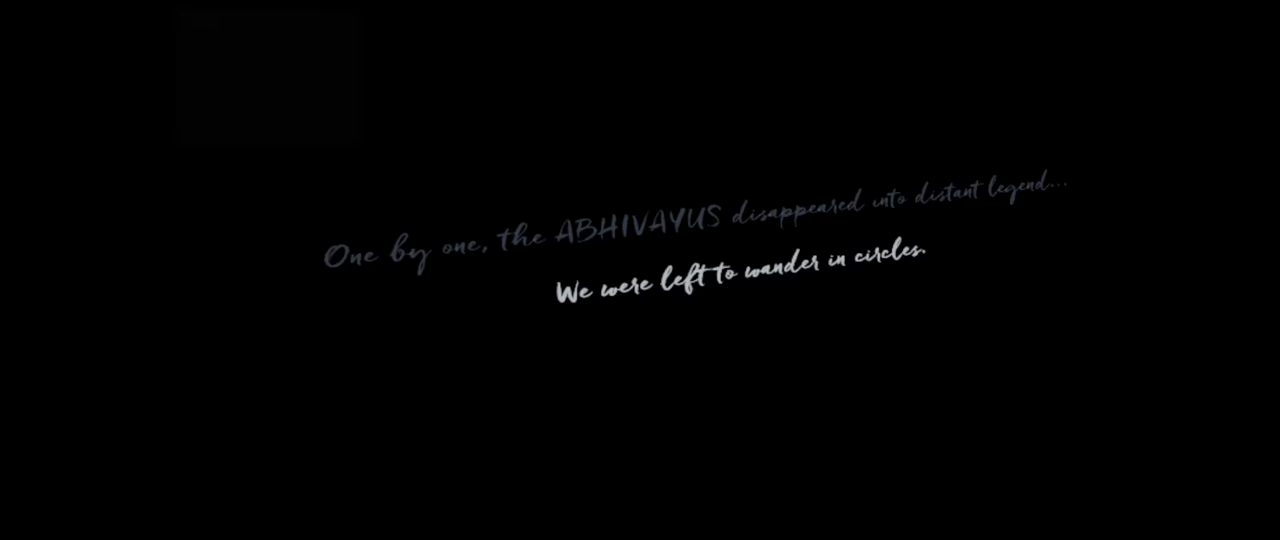 One by one, the ABHIVAYUS disappeared into distant legend...
We were left to wander in circles.